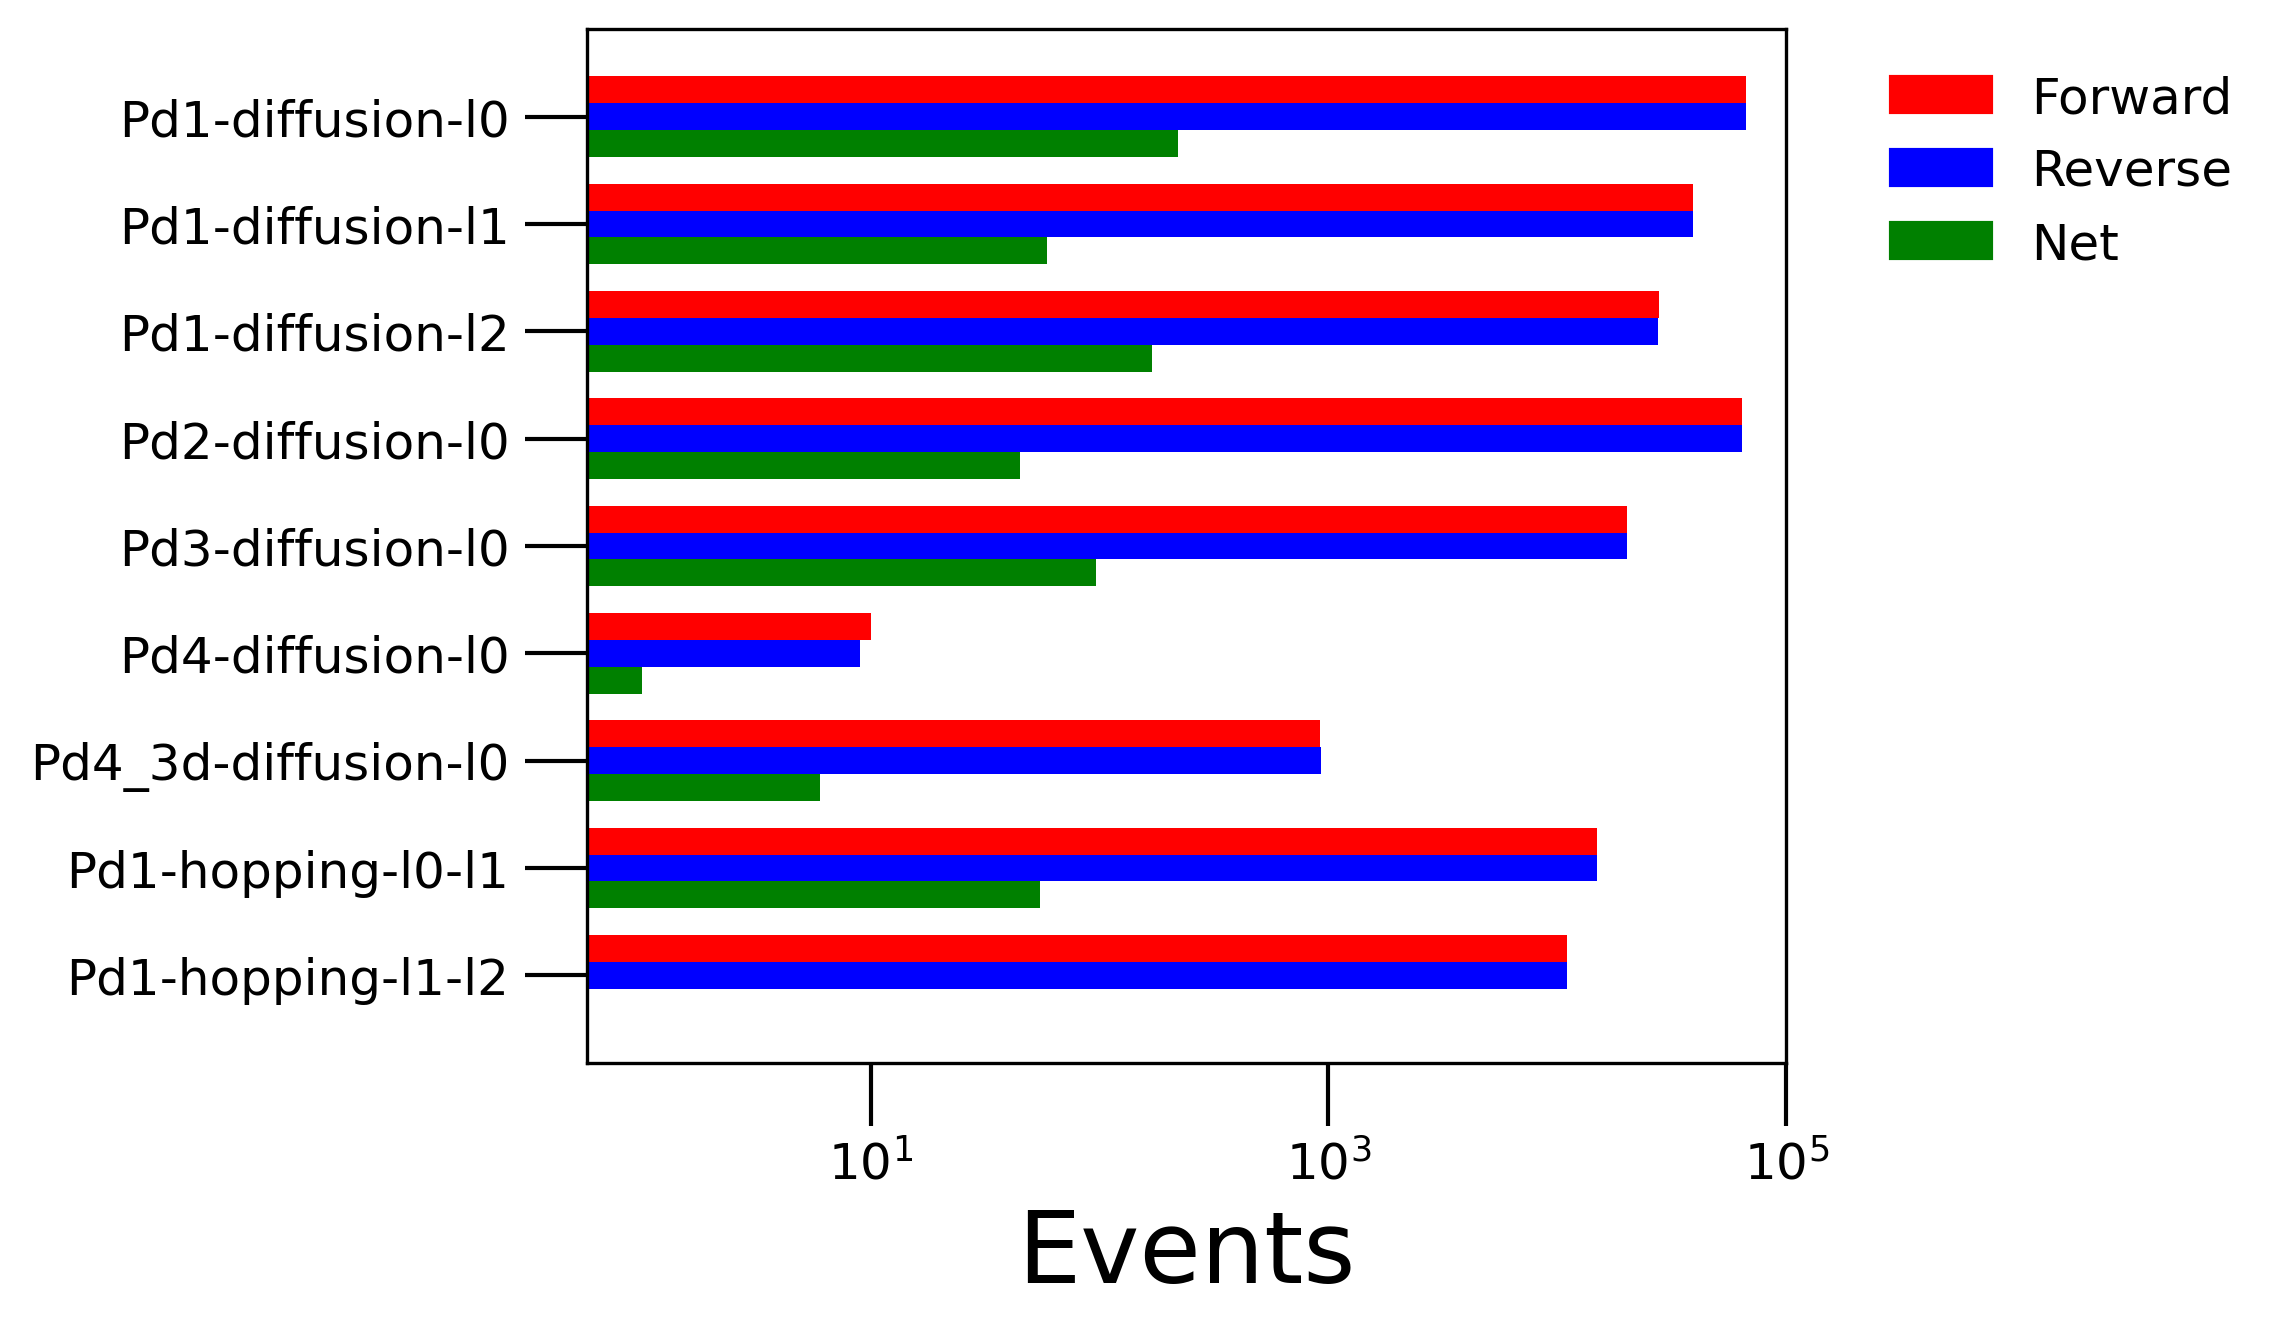 Pd1-diffusion-l0
Pd1-diffusion-l1
Pd1-diffusion-l2
Pd2-diffusion-l0
Pd3-diffusion-l0
Pd4-diffusion-l0
Pd4_3d-diffusion-l0
Pd1-hopping-l0-l1
Pd1-hopping-l1-l2
10¹ 10³ 10⁵
Events
Forward
Reverse
Net